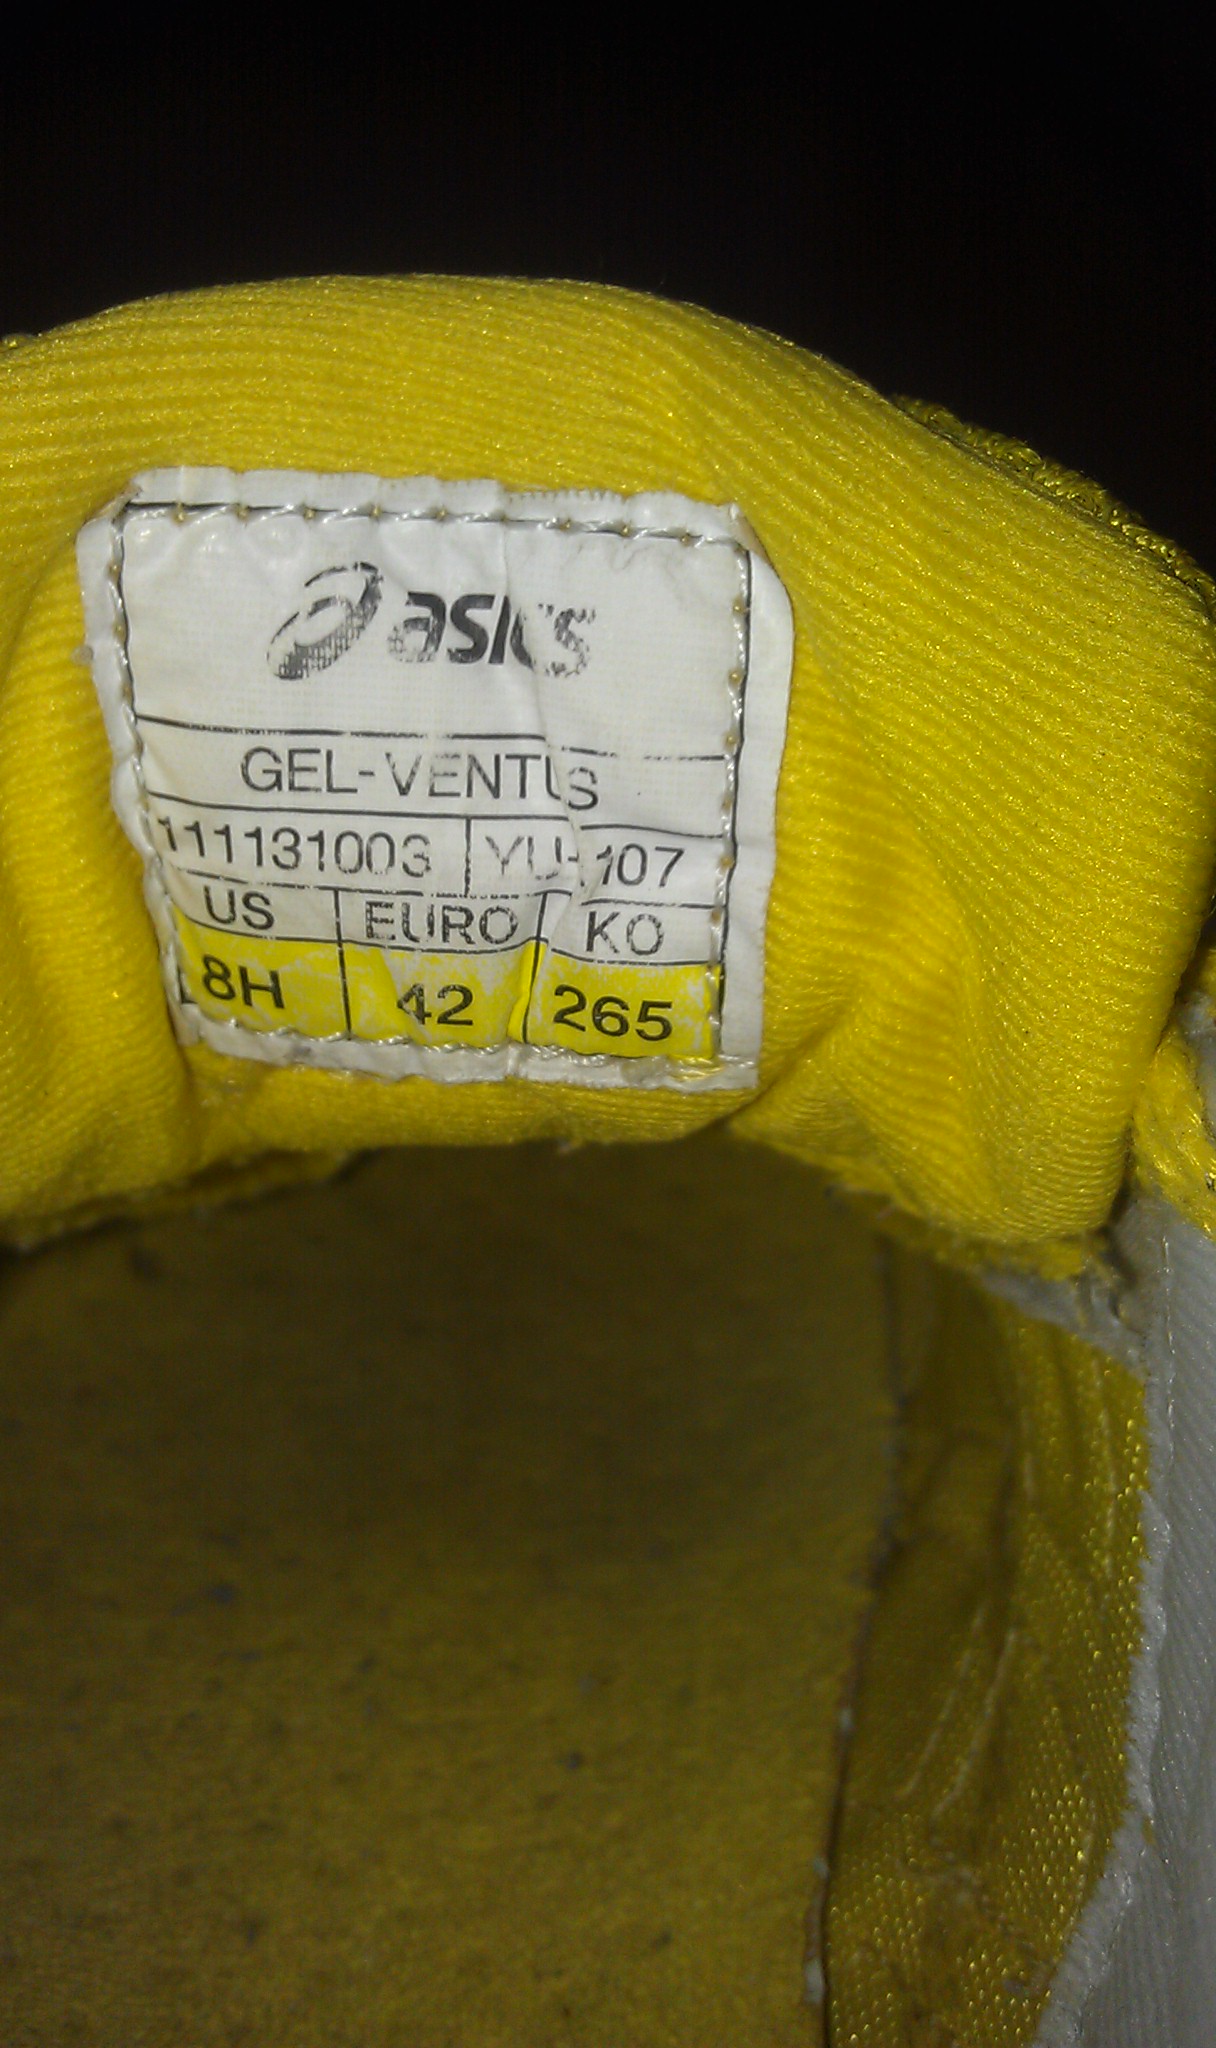 asics
GEL-VENTUS
111131003 YU-107
US EURO KO
8H 42 265